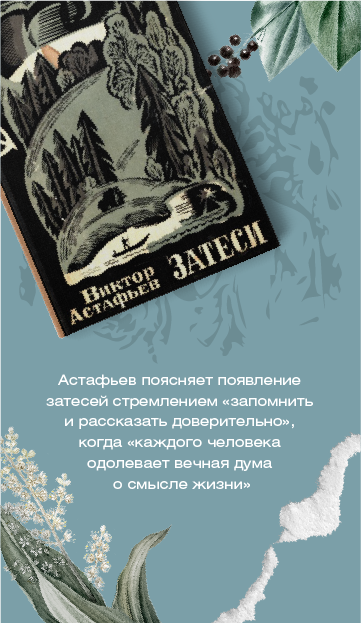 Виктор
Астафьев
ЗАТЕСИ
Астафьев поясняет появление
затесей стремлением «запомнить
и рассказать доверительно»,
когда «каждого человека
одолевает вечная дума
о смысле жизни»